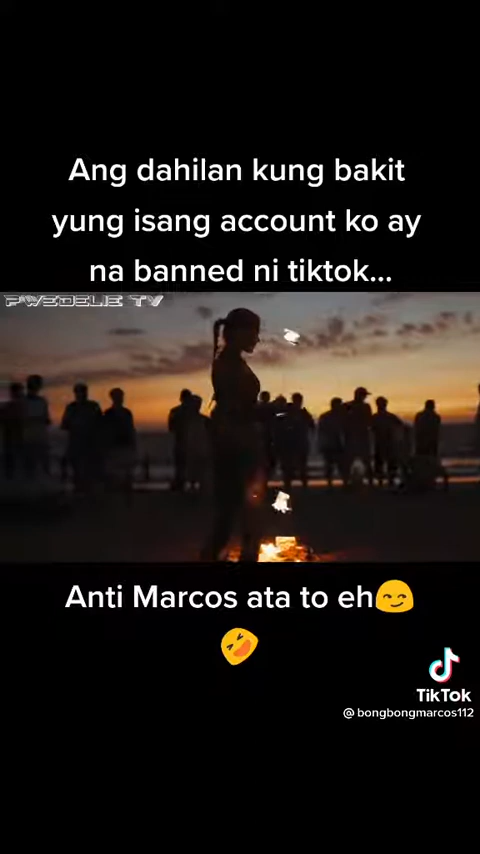 Ang dahilan kung bakit
yung isang account ko ay
na banned ni tiktok...
PWEDELIE TV
Anti Marcos ata to eh😏
🤣
TikTok
@bongbongmarcos112